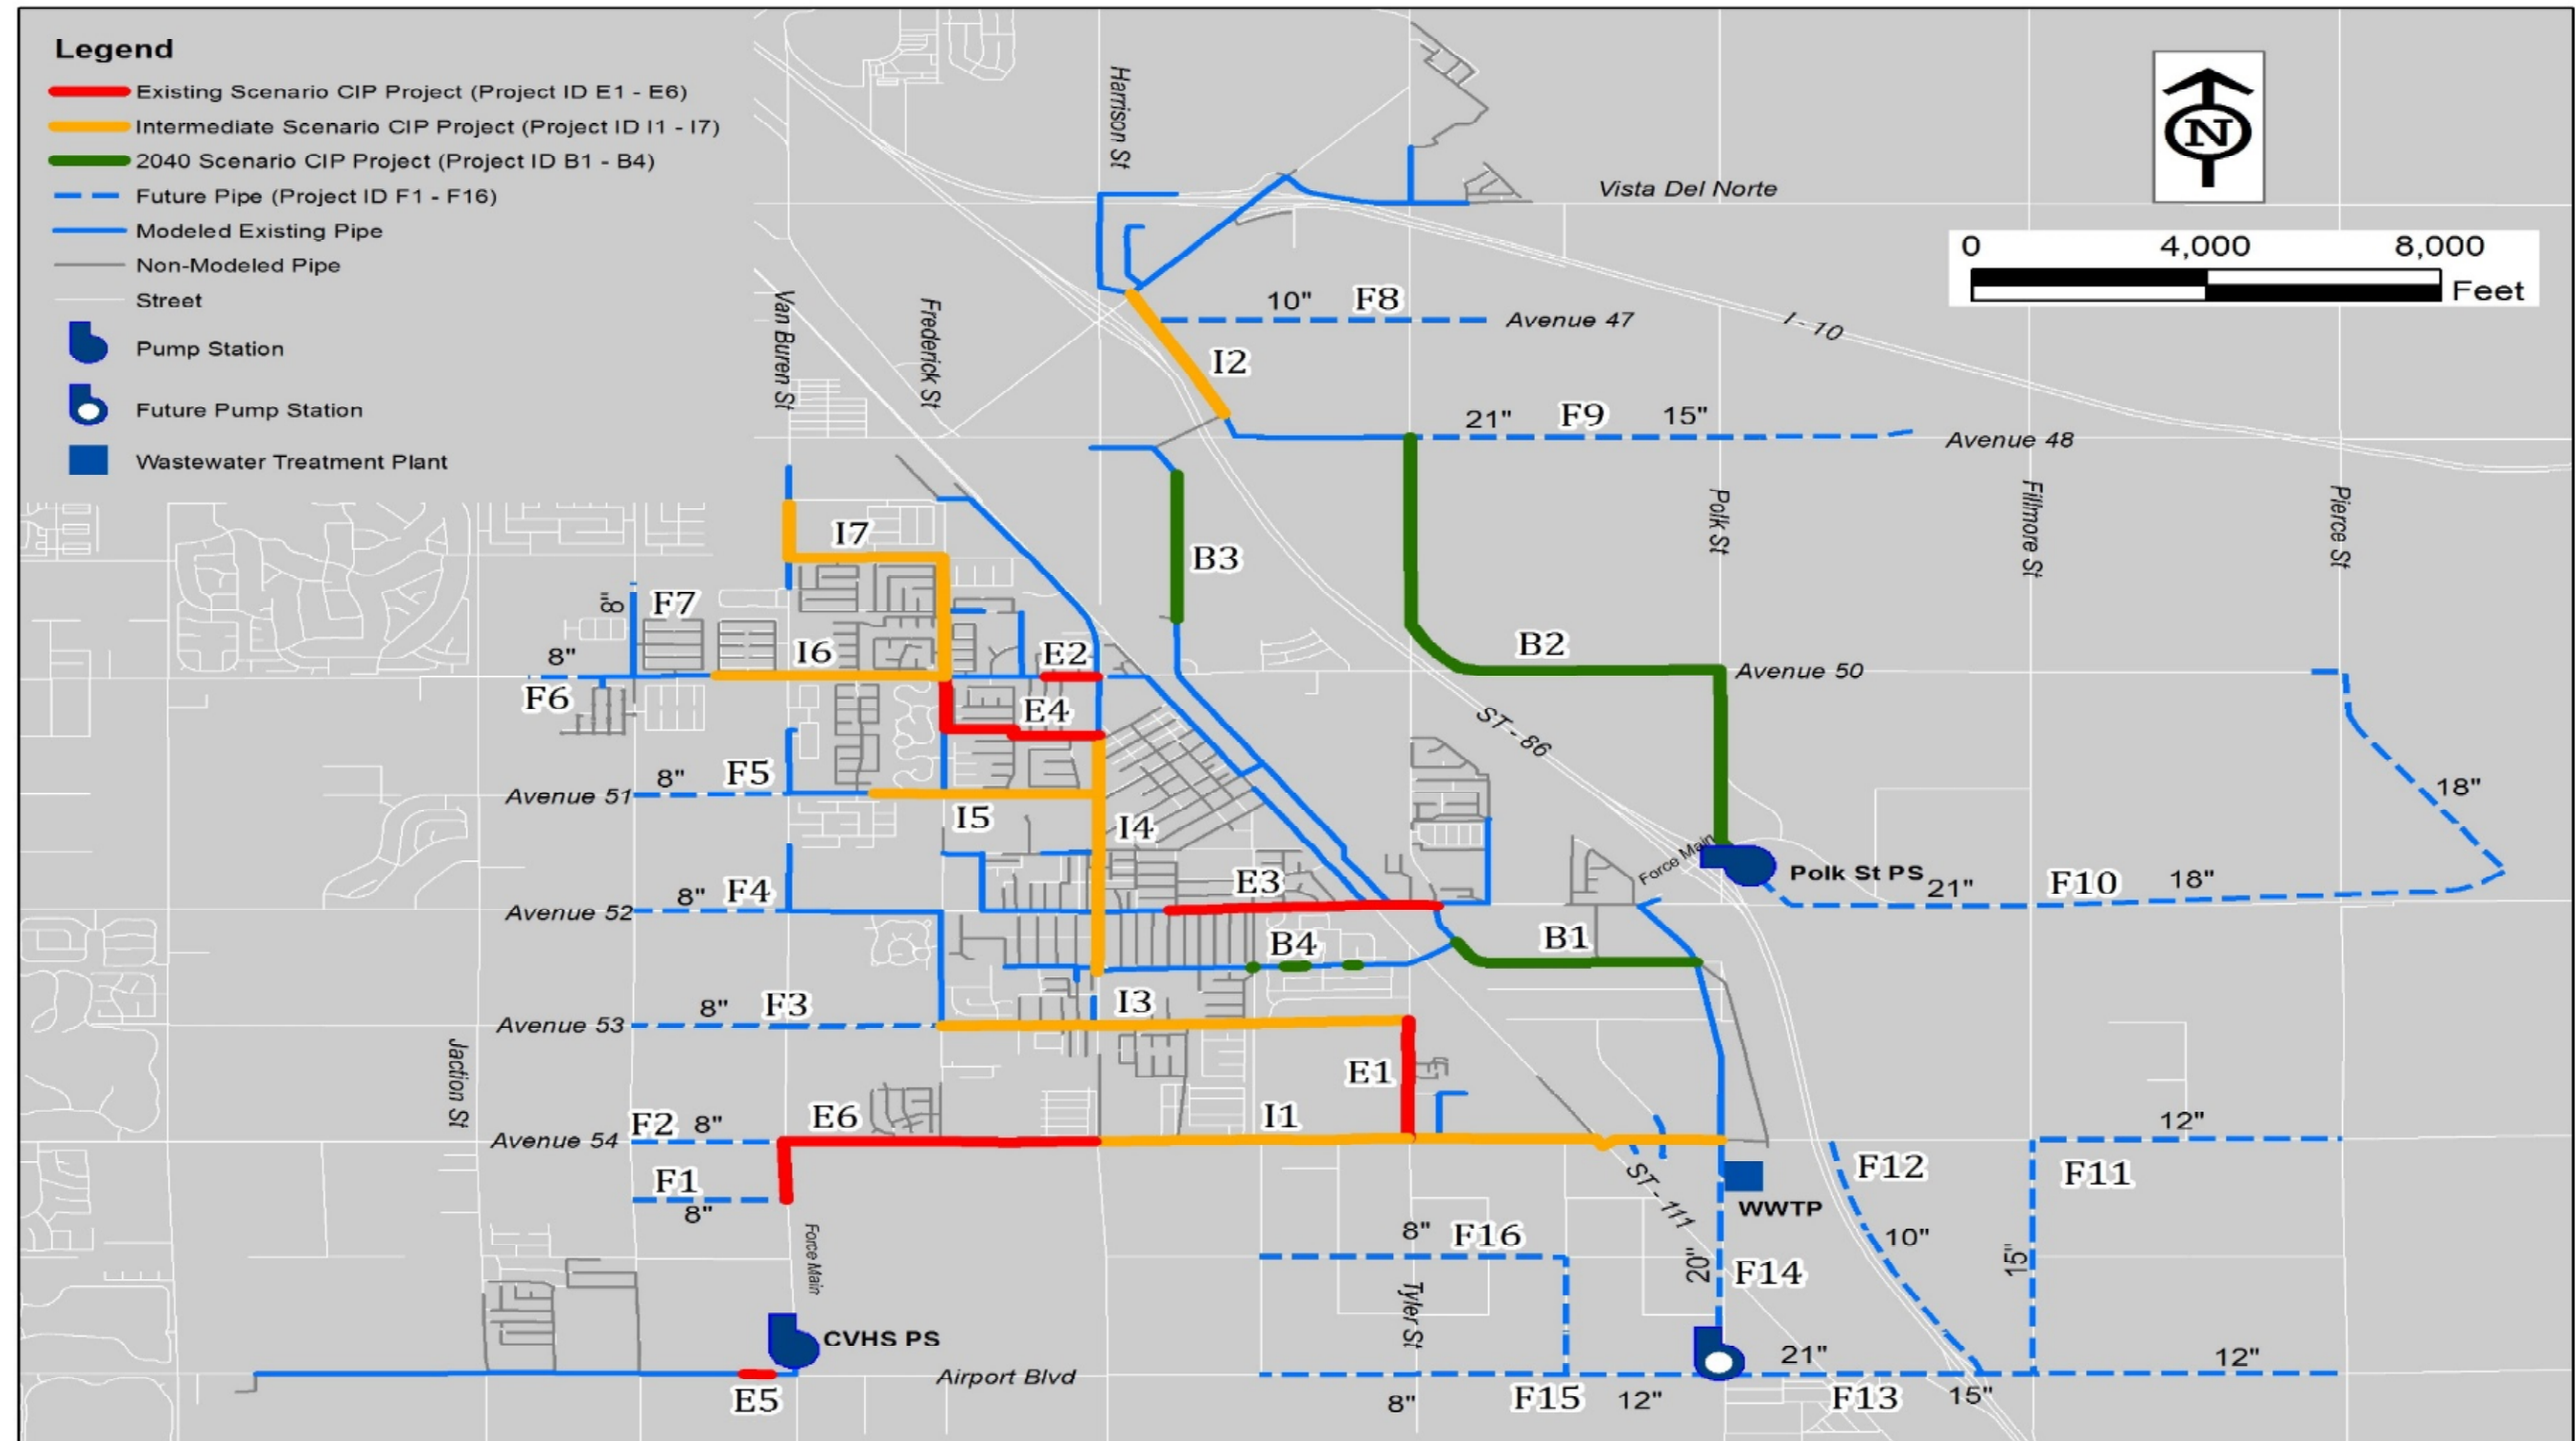 Legend
Existing Scenario CIP Project (Project ID E1 - E6)
Intermediate Scenario CIP Project (Project ID I1 - I7)
2040 Scenario CIP Project (Project ID B1 - B4)
Future Pipe (Project ID F1 - F16)
Modeled Existing Pipe
Non-Modeled Pipe
Street
Pump Station
Future Pump Station
Wastewater Treatment Plant
N
0 4,000 8,000
Feet
Harrison St
Vista Del Norte
Van Buren St
Frederick St
10" F8 Avenue 47
I - 10
I2
21" F9 15" Avenue 48
Polk St
Fillmore St
Pierce St
I7
B3
8" F7
8" I6 E2 B2 Avenue 50
F6 E4
ST - 86
Avenue 51 8" F5
18"
I5 I4
Force Main
Polk St PS
Avenue 52 8" F4 E3
21" F10 18"
B4 B1
Avenue 53 8" F3 I3
Jaction St
E1
Avenue 54 F2 8" E6 I1
12"
F1
8"
F12 F11
ST - 111
WWTP
Force Main
8" F16
10"
15"
20" F14
Tyler St
CVHS PS
Airport Blvd
21"
12"
E5
8" F15 12" F13 15"